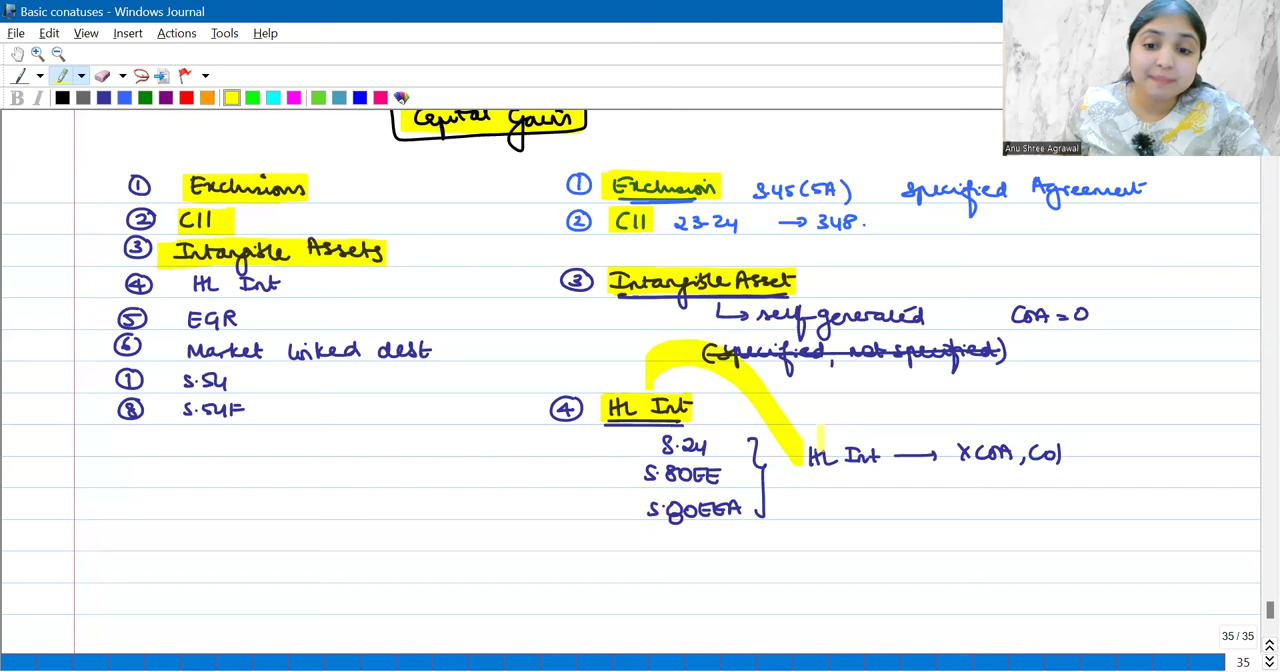 Basic conatuses - Windows Journal
File Edit View Insert Actions Tools Help
Anu Shree Agrawal
Capital Gain
① Exclusions
② CII
③ Intangible Assets
④ HL Int
⑤ EGR
⑥ Market linked debt
① S.54
⑧ S.54F
① Exclusion S.45(5A) Specified Agreement
② CII 23-24 → 348.
③ Intangible Asset
↳ self generated COA = 0
(specified, not specified)
④ HL Int
S.24
S.80EE
S.80EEA
HL Int → X COA, COI
35 / 35
35